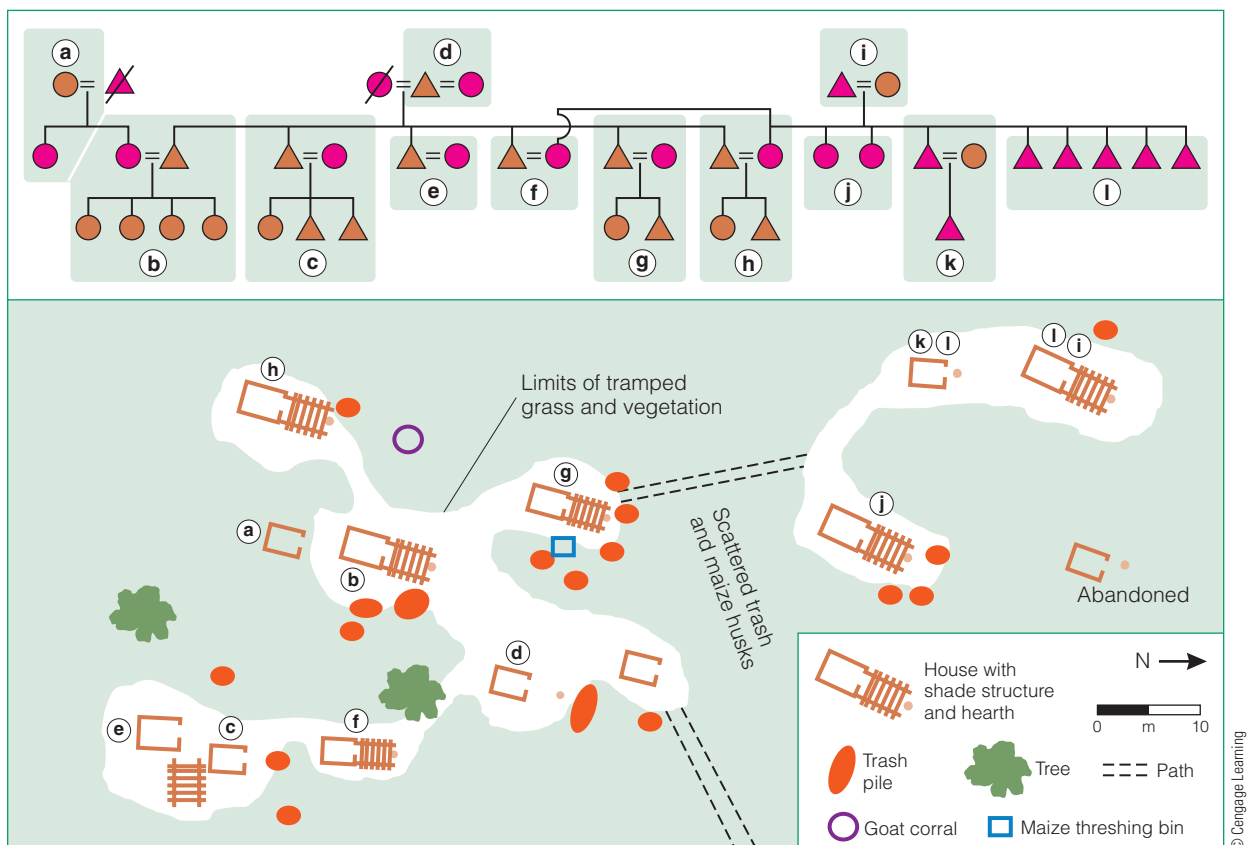 a
d
i
e
f
j
l
b
c
g
h
k
h
k l
l i
Limits of tramped
grass and vegetation
g
a
b
j
Scattered trash
and maize husks
Abandoned
d
e
c
f
House with
shade structure
and hearth
N
0 m 10
Trash
pile
Tree
Path
Goat corral
Maize threshing bin
© Cengage Learning